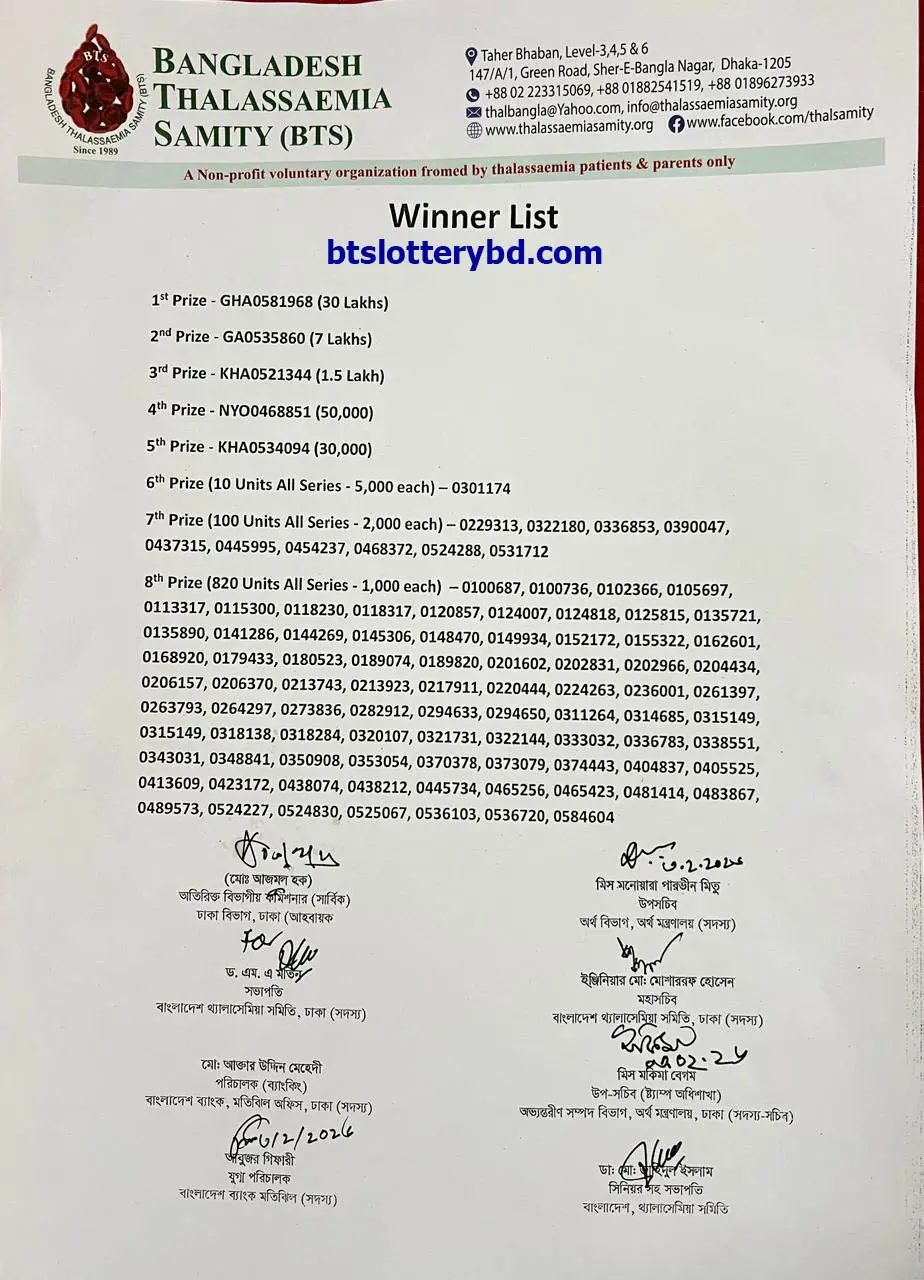 BTS
BANGLADESH THALASSAEMIA SAMITY (BTS)
Since 1989
BANGLADESH
THALASSAEMIA
SAMITY (BTS)
Taher Bhaban, Level-3,4,5 & 6
147/A/1, Green Road, Sher-E-Bangla Nagar, Dhaka-1205
+88 02 223315069, +88 01882541519, +88 01896273933
thalbangla@Yahoo.com, info@thalassaemiasamity.org
www.thalassaemiasamity.org www.facebook.com/thalsamity
A Non-profit voluntary organization fromed by thalassaemia patients & parents only
Winner List
btslotterybd.com
1st Prize - GHA0581968 (30 Lakhs)
2nd Prize - GA0535860 (7 Lakhs)
3rd Prize - KHA0521344 (1.5 Lakh)
4th Prize - NYO0468851 (50,000)
5th Prize - KHA0534094 (30,000)
6th Prize (10 Units All Series - 5,000 each) – 0301174
7th Prize (100 Units All Series - 2,000 each) – 0229313, 0322180, 0336853, 0390047,
0437315, 0445995, 0454237, 0468372, 0524288, 0531712
8th Prize (820 Units All Series - 1,000 each) – 0100687, 0100736, 0102366, 0105697,
0113317, 0115300, 0118230, 0118317, 0120857, 0124007, 0124818, 0125815, 0135721,
0135890, 0141286, 0144269, 0145306, 0148470, 0149934, 0152172, 0155322, 0162601,
0168920, 0179433, 0180523, 0189074, 0189820, 0201602, 0202831, 0202966, 0204434,
0206157, 0206370, 0213743, 0213923, 0217911, 0220444, 0224263, 0236001, 0261397,
0263793, 0264297, 0273836, 0282912, 0294633, 0294650, 0311264, 0314685, 0315149,
0315149, 0318138, 0318284, 0320107, 0321731, 0322144, 0333032, 0336783, 0338551,
0343031, 0348841, 0350908, 0353054, 0370378, 0373079, 0374443, 0404837, 0405525,
0413609, 0423172, 0438074, 0438212, 0445734, 0465256, 0465423, 0481414, 0483867,
0489573, 0524227, 0524830, 0525067, 0536103, 0536720, 0584604
(মোঃ আজমল হক)
অতিরিক্ত বিভাগীয় কমিশনার (সার্বিক)
ঢাকা বিভাগ, ঢাকা (আহবায়ক
৩.2.2026
মিস মনোয়ারা পারভীন মিতু
উপসচিব
অর্থ বিভাগ, অর্থ মন্ত্রণালয় (সদস্য)
For
ড. এম. এ মতিন
সভাপতি
বাংলাদেশ থ্যালাসেমিয়া সমিতি, ঢাকা (সদস্য)
ইঞ্জিনিয়ার মো: মোশাররফ হোসেন
মহাসচিব
বাংলাদেশ থ্যালাসেমিয়া সমিতি, ঢাকা (সদস্য)
মো: আক্তার উদ্দিন মেহেদী
পরিচালক (ব্যাংকিং)
বাংলাদেশ ব্যাংক, মতিঝিল অফিস, ঢাকা (সদস্য)
মিস মকিমা বেগম
উপ-সচিব (ষ্ট্যাম্প অধিশাখা)
অভ্যন্তরীণ সম্পদ বিভাগ, অর্থ মন্ত্রণালয়, ঢাকা (সদস্য-সচিব)
৩/2/2026
আবুজর গিফারী
যুগ্ম পরিচালক
বাংলাদেশ ব্যাংক মতিঝিল (সদস্য)
ডা: মো: জাহিদুল ইসলাম
সিনিয়র সহ সভাপতি
বাংলাদেশ, থ্যালাসেমিয়া সমিতি